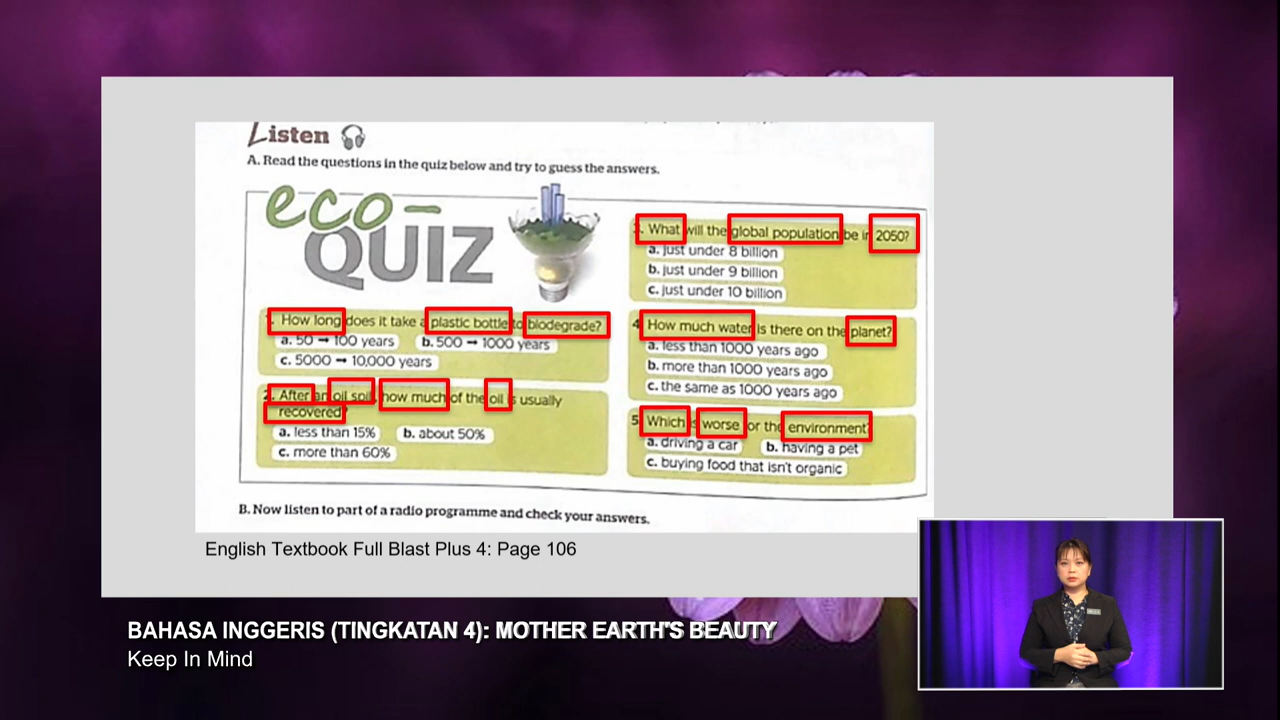 Listen
A. Read the questions in the quiz below and try to guess the answers.
eco-
QUIZ
1. How long does it take a plastic bottle to biodegrade?
a. 50 → 100 years b. 500 → 1000 years
c. 5000 → 10,000 years
2. After an oil spill, how much of the oil is usually
recovered?
a. less than 15% b. about 50%
c. more than 60%
3. What will the global population be in 2050?
a. just under 8 billion
b. just under 9 billion
c. just under 10 billion
4. How much water is there on the planet?
a. less than 1000 years ago
b. more than 1000 years ago
c. the same as 1000 years ago
5. Which is worse for the environment?
a. driving a car b. having a pet
c. buying food that isn't organic
B. Now listen to part of a radio programme and check your answers.
English Textbook Full Blast Plus 4: Page 106
BAHASA INGGERIS (TINGKATAN 4): MOTHER EARTH'S BEAUTY
Keep In Mind